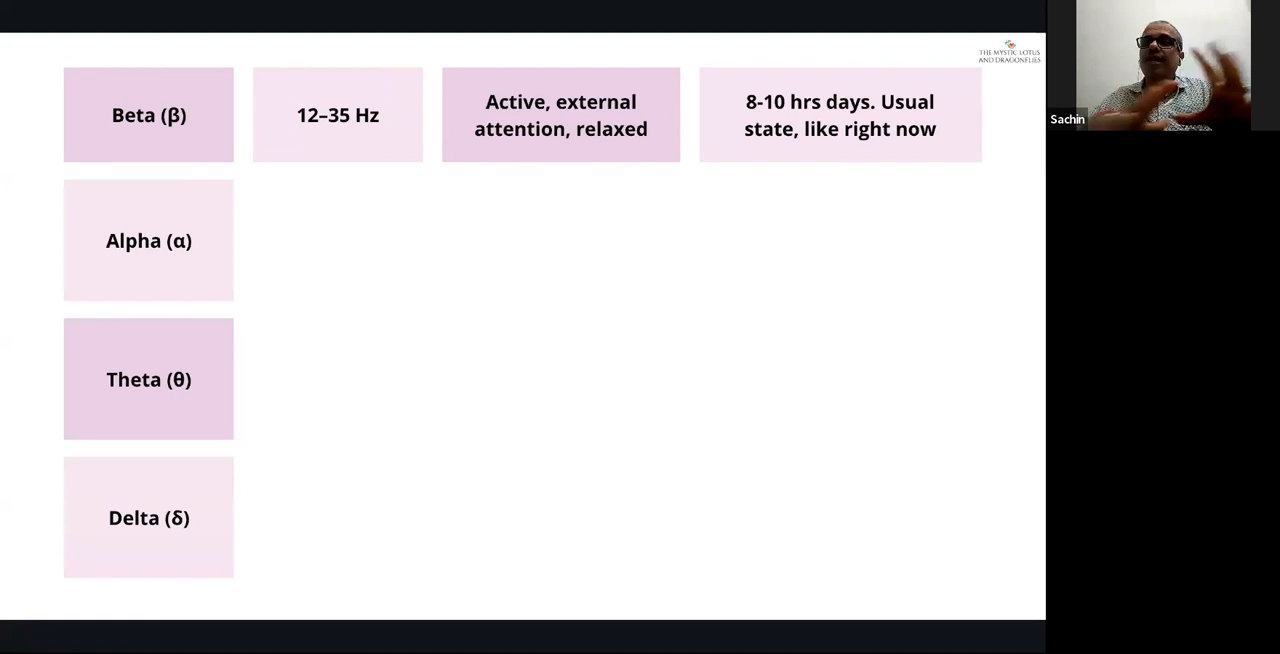 THE MYSTIC LOTUS
AND DRAGONFLIES
Beta (β)
12–35 Hz
Active, external
attention, relaxed
8-10 hrs days. Usual
state, like right now
Sachin
Alpha (α)
Theta (θ)
Delta (δ)